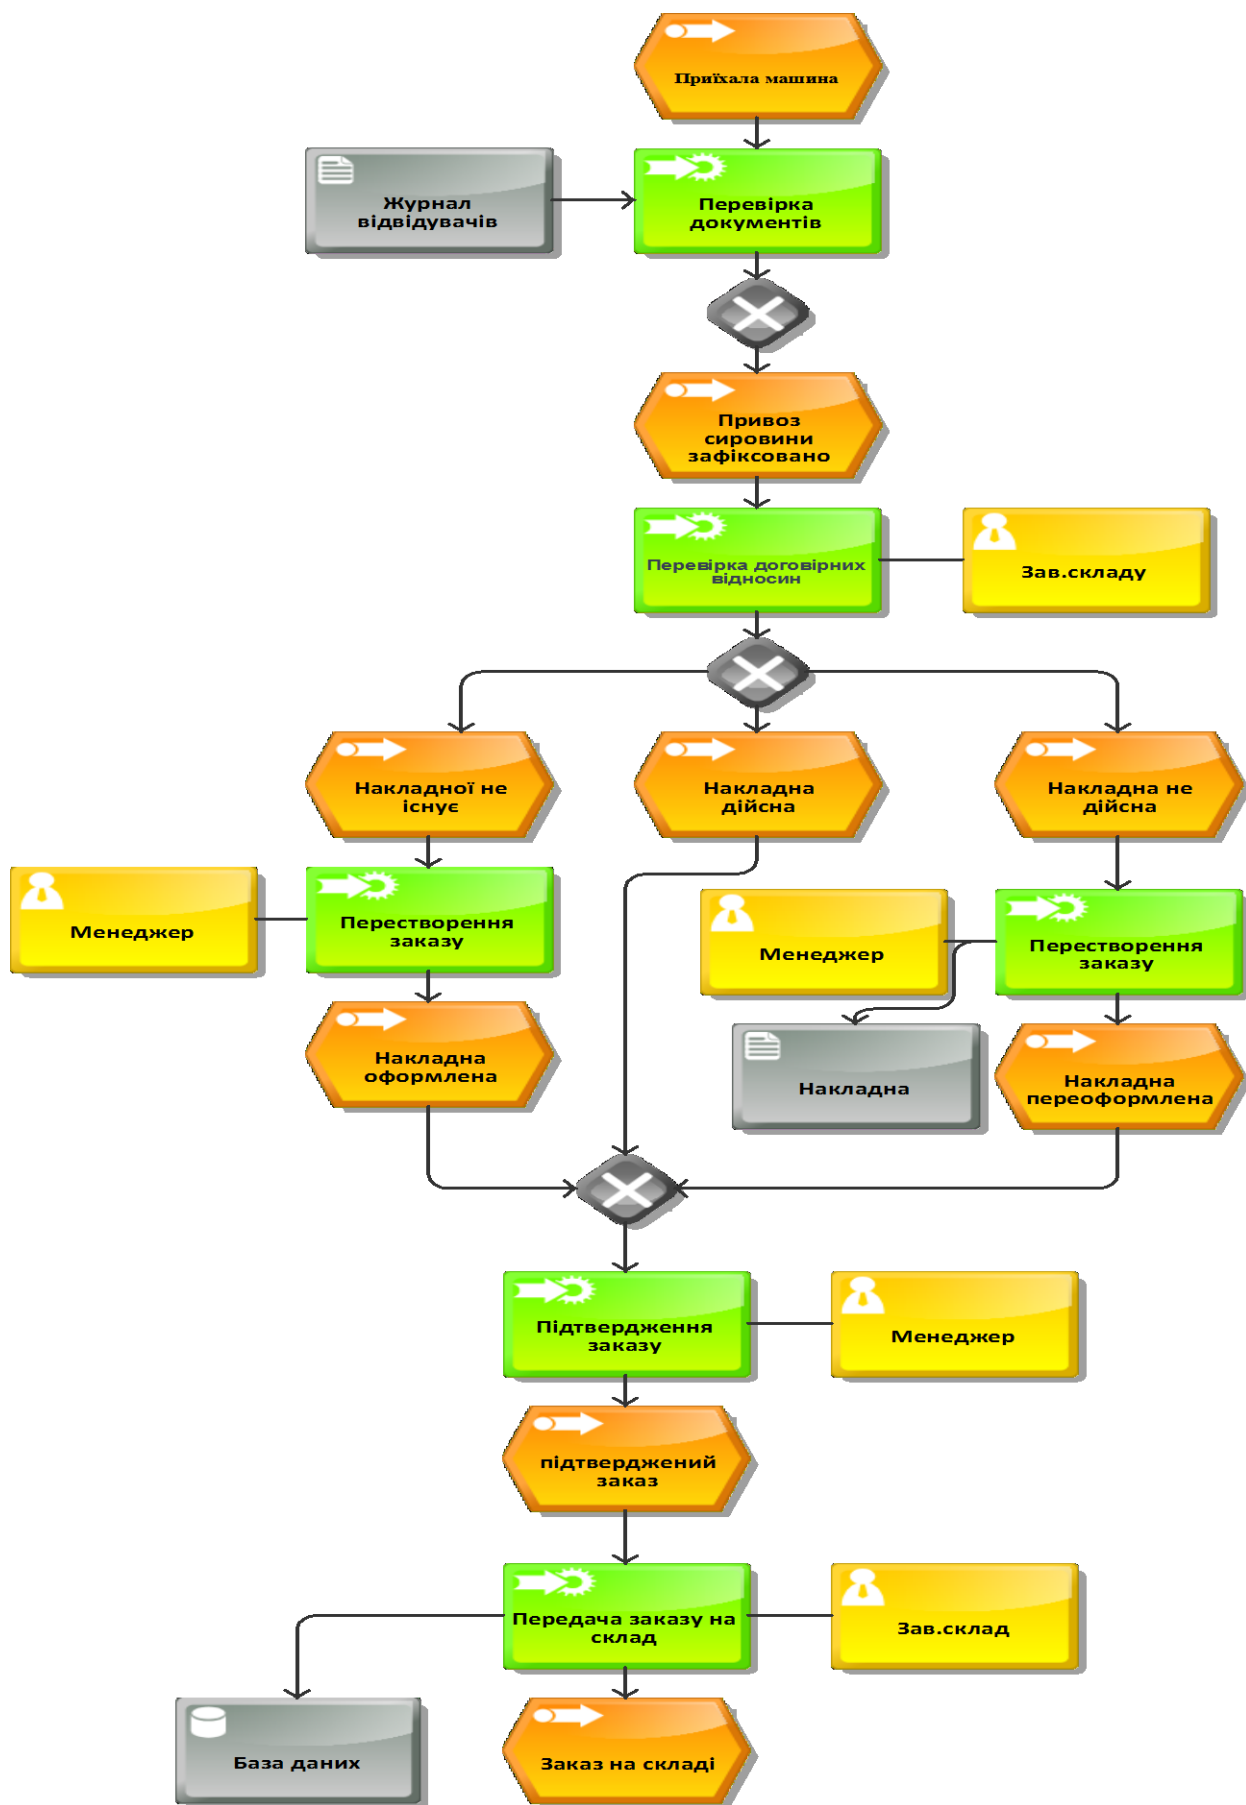 Приїхала машина
Журнал
відвідувачів
Перевірка
документів
Привоз
сировини
зафіксовано
Перевірка договірних
відносин
Зав.складу
Накладної не
існує
Накладна
дійсна
Накладна не
дійсна
Менеджер
Перестворення
заказу
Менеджер
Перестворення
заказу
Накладна
оформлена
Накладна
Накладна
переоформлена
Підтвердження
заказу
Менеджер
підтверджений
заказ
Передача заказу на
склад
Зав.склад
База даних
Заказ на складі